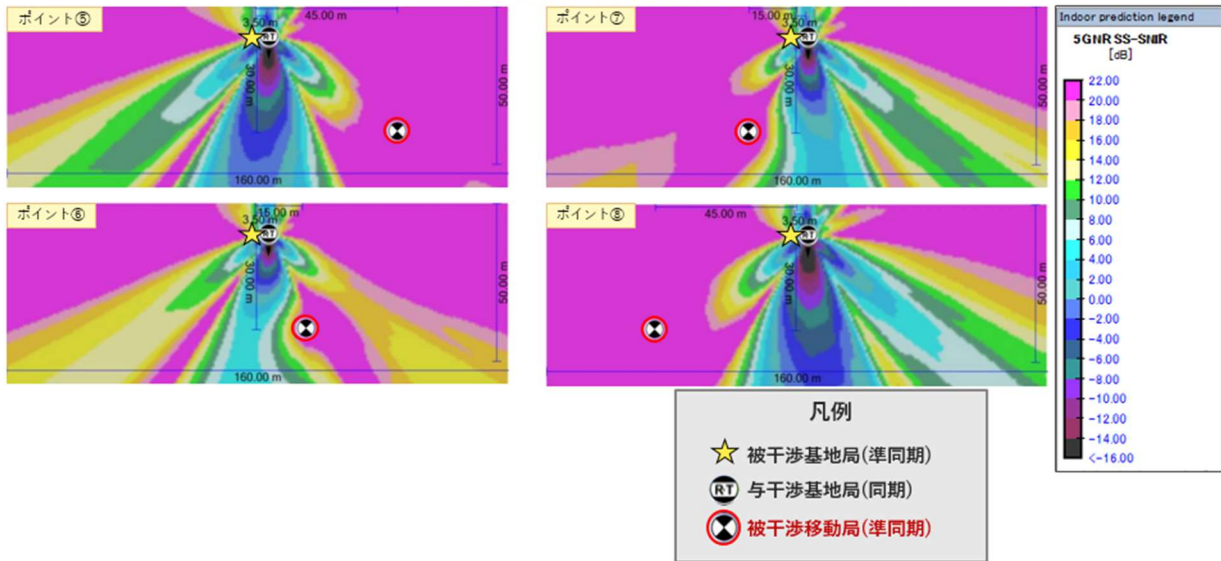 ポイント⑤
45.00 m
3.50 m
R·T
30.00 m
50.00 m
160.00 m
ポイント⑦
15.00 m
3.50 m
R·T
30.00 m
50.00 m
160.00 m
ポイント⑥
15.00 m
3.50 m
R·T
30.00 m
50.00 m
160.00 m
ポイント⑧
45.00 m
3.50 m
R·T
30.00 m
50.00 m
160.00 m
Indoor prediction legend
5GNR SS-SNIR
[dB]
22.00
20.00
18.00
16.00
14.00
12.00
10.00
8.00
6.00
4.00
2.00
0.00
-2.00
-4.00
-6.00
-8.00
-10.00
-12.00
-14.00
<-16.00
凡例
被干渉基地局(準同期)
R·T 与干渉基地局(同期)
被干渉移動局(準同期)